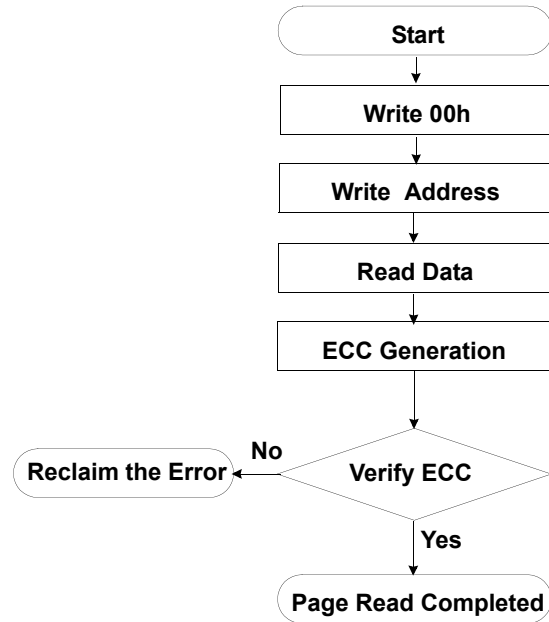 Start
Write 00h
Write Address
Read Data
ECC Generation
No
Reclaim the Error
Verify ECC
Yes
Page Read Completed